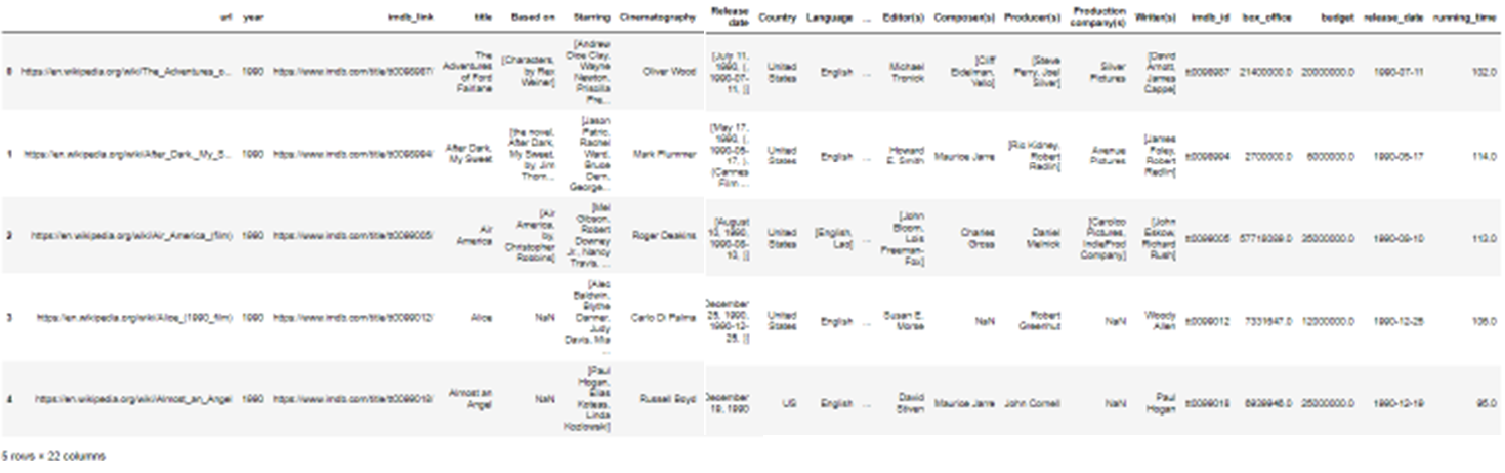 url year imdb_link title Based on Starring Cinematography Release date Country Language ... Editor(s) Composer(s) Producer(s) Production company(s) Writer(s) imdb_id box_office budget release_date running_time
0 https://en.wikipedia.org/wiki/The_Adventures_o... 1990 https://www.imdb.com/title/tt0098987/ The Adventures of Ford Fairlane [Characters, by Rex Weiner] [Andrew Dice Clay, Wayne Newton, Priscilla Pre... Oliver Wood [July 11, 1990, (, 1990-07-11, )] United States English ... Michael Tronick [Cliff Eidelman, Yello] [Steve Perry, Joel Silver] Silver Pictures [David Arnott, James Cappe] tt0098987 21400000.0 20000000.0 1990-07-11 102.0
1 https://en.wikipedia.org/wiki/After_Dark,_My_S... 1990 https://www.imdb.com/title/tt0098994/ After Dark, My Sweet [the novel, After Dark, My Sweet, by, Jim Thom... [Jason Patric, Rachel Ward, Bruce Dern, George... Mark Plummer [May 17, 1990, (, 1990-05-17, ), (Cannes Film ... United States English ... Howard E. Smith Maurice Jarre [Ric Kidney, Robert Redlin] Avenue Pictures [James Foley, Robert Redlin] tt0098994 2700000.0 6000000.0 1990-05-17 114.0
2 https://en.wikipedia.org/wiki/Air_America_(film) 1990 https://www.imdb.com/title/tt0099005/ Air America [Air America, by, Christopher Robbins] [Mel Gibson, Robert Downey Jr., Nancy Travis, ... Roger Deakins [August 10, 1990, 1990-08-10, )] United States [English, Lao] ... [John Bloom, Lois Freeman-Fox] Charles Gross Daniel Melnick [Carolco Pictures, IndieProd Company] [John Eskow, Richard Rush] tt0099005 35000000.0 1990-08-10 113.0
3 https://en.wikipedia.org/wiki/Alice_(1990_film) 1990 https://www.imdb.com/title/tt0099012/ Alice NaN [Alec Baldwin, Blythe Danner, Judy Davis, Mia ... Carlo Di Palma December 25, 1990, 1990-12-25, )] United States English ... Susan E. Morse NaN Robert Greenhut NaN Woody Allen tt0099012 7331647.0 12000000.0 1990-12-25 106.0
4 https://en.wikipedia.org/wiki/Almost_an_Angel 1990 https://www.imdb.com/title/tt0099018/ Almost an Angel NaN [Paul Hogan, Elias Koteas, Linda Kozlowski] Russell Boyd December 19, 1990 US English ... David Stiven Maurice Jarre John Cornell NaN Paul Hogan tt0099018 6939946.0 25000000.0 1990-12-19 95.0
5 rows × 22 columns